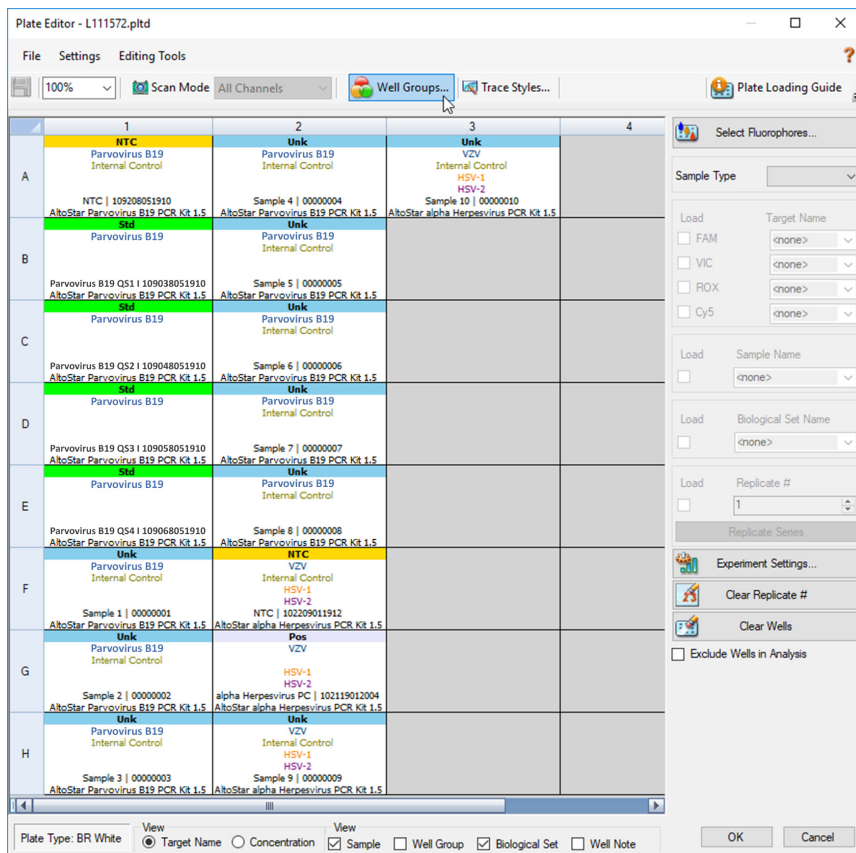 Plate Editor - L111572.pltd
File Settings Editing Tools ?
100% Scan Mode All Channels Well Groups... Trace Styles... Plate Loading Guide
1 2 3 4
A
NTC
Parvovirus B19
Internal Control
NTC | 109208051910
AltoStar Parvovirus B19 PCR Kit 1.5
Unk
Parvovirus B19
Internal Control
Sample 4 | 00000004
AltoStar Parvovirus B19 PCR Kit 1.5
Unk
VZV
Internal Control
HSV-1
HSV-2
Sample 10 | 00000010
AltoStar alpha Herpesvirus PCR Kit 1.5
B
Std
Parvovirus B19
Parvovirus B19 QS1 I 109038051910
AltoStar Parvovirus B19 PCR Kit 1.5
Unk
Parvovirus B19
Internal Control
Sample 5 | 00000005
AltoStar Parvovirus B19 PCR Kit 1.5
C
Std
Parvovirus B19
Parvovirus B19 QS2 I 109048051910
AltoStar Parvovirus B19 PCR Kit 1.5
Unk
Parvovirus B19
Internal Control
Sample 6 | 00000006
AltoStar Parvovirus B19 PCR Kit 1.5
D
Std
Parvovirus B19
Parvovirus B19 QS3 I 109058051910
AltoStar Parvovirus B19 PCR Kit 1.5
Unk
Parvovirus B19
Internal Control
Sample 7 | 00000007
AltoStar Parvovirus B19 PCR Kit 1.5
E
Std
Parvovirus B19
Parvovirus B19 QS4 I 109068051910
AltoStar Parvovirus B19 PCR Kit 1.5
Unk
Parvovirus B19
Internal Control
Sample 8 | 00000008
AltoStar Parvovirus B19 PCR Kit 1.5
F
Unk
Parvovirus B19
Internal Control
Sample 1 | 00000001
AltoStar Parvovirus B19 PCR Kit 1.5
NTC
VZV
Internal Control
HSV-1
HSV-2
NTC | 102209011912
AltoStar alpha Herpesvirus PCR Kit 1.5
G
Unk
Parvovirus B19
Internal Control
Sample 2 | 00000002
AltoStar Parvovirus B19 PCR Kit 1.5
Pos
VZV
HSV-1
HSV-2
alpha Herpesvirus PC | 102119012004
AltoStar alpha Herpesvirus PCR Kit 1.5
H
Unk
Parvovirus B19
Internal Control
Sample 3 | 00000003
AltoStar Parvovirus B19 PCR Kit 1.5
Unk
VZV
Internal Control
HSV-1
HSV-2
Sample 9 | 00000009
AltoStar alpha Herpesvirus PCR Kit 1.5
Select Fluorophores...
Sample Type
Load Target Name
FAM <none>
VIC <none>
ROX <none>
Cy5 <none>
Load Sample Name
<none>
Load Biological Set Name
<none>
Load Replicate #
1
Replicate Series
Experiment Settings...
Clear Replicate #
Clear Wells
Exclude Wells in Analysis
Plate Type: BR White
View
Target Name Concentration
View
Sample Well Group Biological Set Well Note
OK Cancel